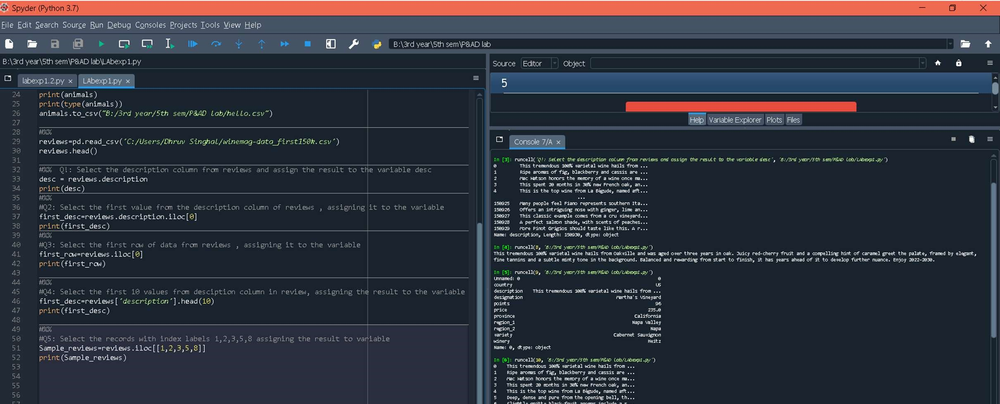 Spyder (Python 3.7)
File Edit Search Source Run Debug Consoles Projects Tools View Help
B:\3rd year\5th sem\P&AD lab
B:\3rd year\5th sem\P&AD lab\LAbexp1.py
labexp1.2.py
LAbexp1.py
24 print(animals)
25 print(type(animals))
26 animals.to_csv("B:/3rd year/5th sem/P&AD lab/hello.csv")
27
28 #%%
29 reviews=pd.read_csv('C:/Users/Dhruv Singhal/winemag-data_first150k.csv')
30 reviews.head()
31
32 #%%  Q!: Select the description column from reviews and assign the result to the variable desc
33 desc = reviews.description
34 print(desc)
35 #%%
36 #Q2: Select the first value from the description column of reviews , assigning it to the variable
37 first_desc=reviews.description.iloc[0]
38 print(first_desc)
39 #%%
40 #Q3: Select the first row of data from reviews , assigning it to the variable
41 first_row=reviews.iloc[0]
42 print(first_row)
43
44 #%%
45 #Q4: Select the first 10 values from desciption column in review, assigning the result to the variable
46 first_desc=reviews['description'].head(10)
47 print(first_desc)
48
49 #%%
50 #Q5: Select the records with index labels 1,2,3,5,8 assigning the result to variable
51 Sample_reviews=reviews.iloc[[1,2,3,5,8]]
52 print(Sample_reviews)
53
54
55
56
Source Editor Object
5
Help Variable Explorer Plots Files
Console 7/A
In [3]: runcell('Q!: Select the description column from reviews and assign the result to the variable desc', 'B:/3rd year/5th sem/P&AD lab/LAbexp1.py')
0 This tremendous 100% varietal wine hails from ...
1 Ripe aromas of fig, blackberry and cassis are ...
2 Mac Watson honors the memory of a wine once ma...
3 This spent 20 months in 30% new French oak, an...
4 This is the top wine from La Bégude, named aft...
...
150925 Many people feel Fiano represents southern Ita...
150926 Offers an intriguing nose with ginger, lime an...
150927 This classic example comes from a cru vineyard...
150928 A perfect salmon shade, with scents of peaches...
150929 More Pinot Grigios should taste like this. A r...
Name: description, Length: 150930, dtype: object
In [4]: runcell(8, 'B:/3rd year/5th sem/P&AD lab/LAbexp1.py')
This tremendous 100% varietal wine hails from Oakville and was aged over three years in oak. Juicy red-cherry fruit and a compelling hint of caramel greet the palate, framed by elegant,
fine tannins and a subtle minty tone in the background. Balanced and rewarding from start to finish, it has years ahead of it to develop further nuance. Enjoy 2022-2030.
In [5]: runcell(9, 'B:/3rd year/5th sem/P&AD lab/LAbexp1.py')
Unnamed: 0 0
country US
description This tremendous 100% varietal wine hails from ...
designation Martha's Vineyard
points 96
price 235.0
province California
region_1 Napa Valley
region_2 Napa
variety Cabernet Sauvignon
winery Heitz
Name: 0, dtype: object
In [6]: runcell(10, 'B:/3rd year/5th sem/P&AD lab/LAbexp1.py')
0 This tremendous 100% varietal wine hails from ...
1 Ripe aromas of fig, blackberry and cassis are ...
2 Mac Watson honors the memory of a wine once ma...
3 This spent 20 months in 30% new French oak, an...
4 This is the top wine from La Bégude, named aft...
5 Deep, dense and pure from the opening bell, th...